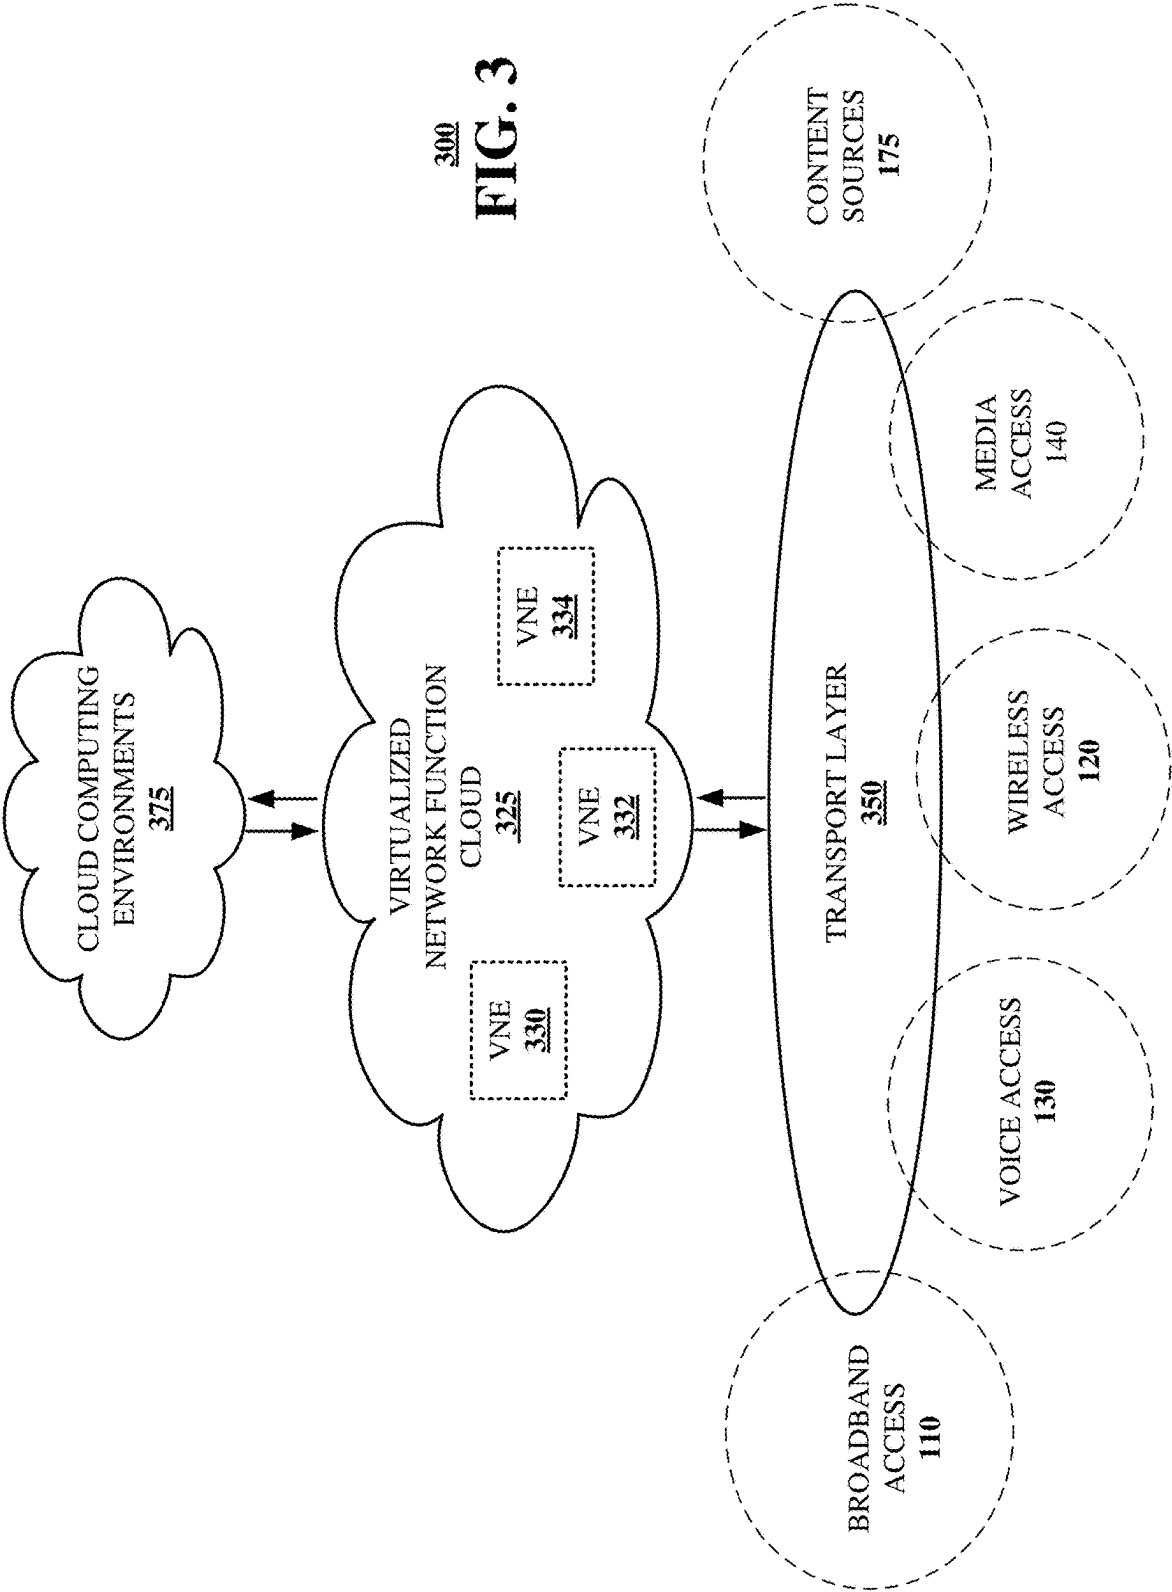 CLOUD COMPUTING
ENVIRONMENTS
375
VIRTUALIZED
NETWORK FUNCTION
CLOUD
325
VNE
330
VNE
332
VNE
334
300
FIG. 3
TRANSPORT LAYER
350
BROADBAND
ACCESS
110
VOICE ACCESS
130
WIRELESS
ACCESS
120
MEDIA
ACCESS
140
CONTENT
SOURCES
175